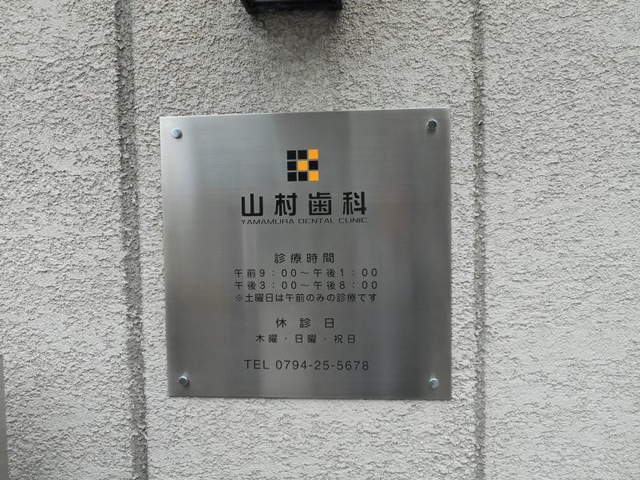 山村歯科
YAMAMURA DENTAL CLINIC
診療時間
午前9：00～午後1：00
午後3：00～午後8：00
※土曜日は午前のみの診療です
休診日
木曜・日曜・祝日
TEL 0794-25-5678